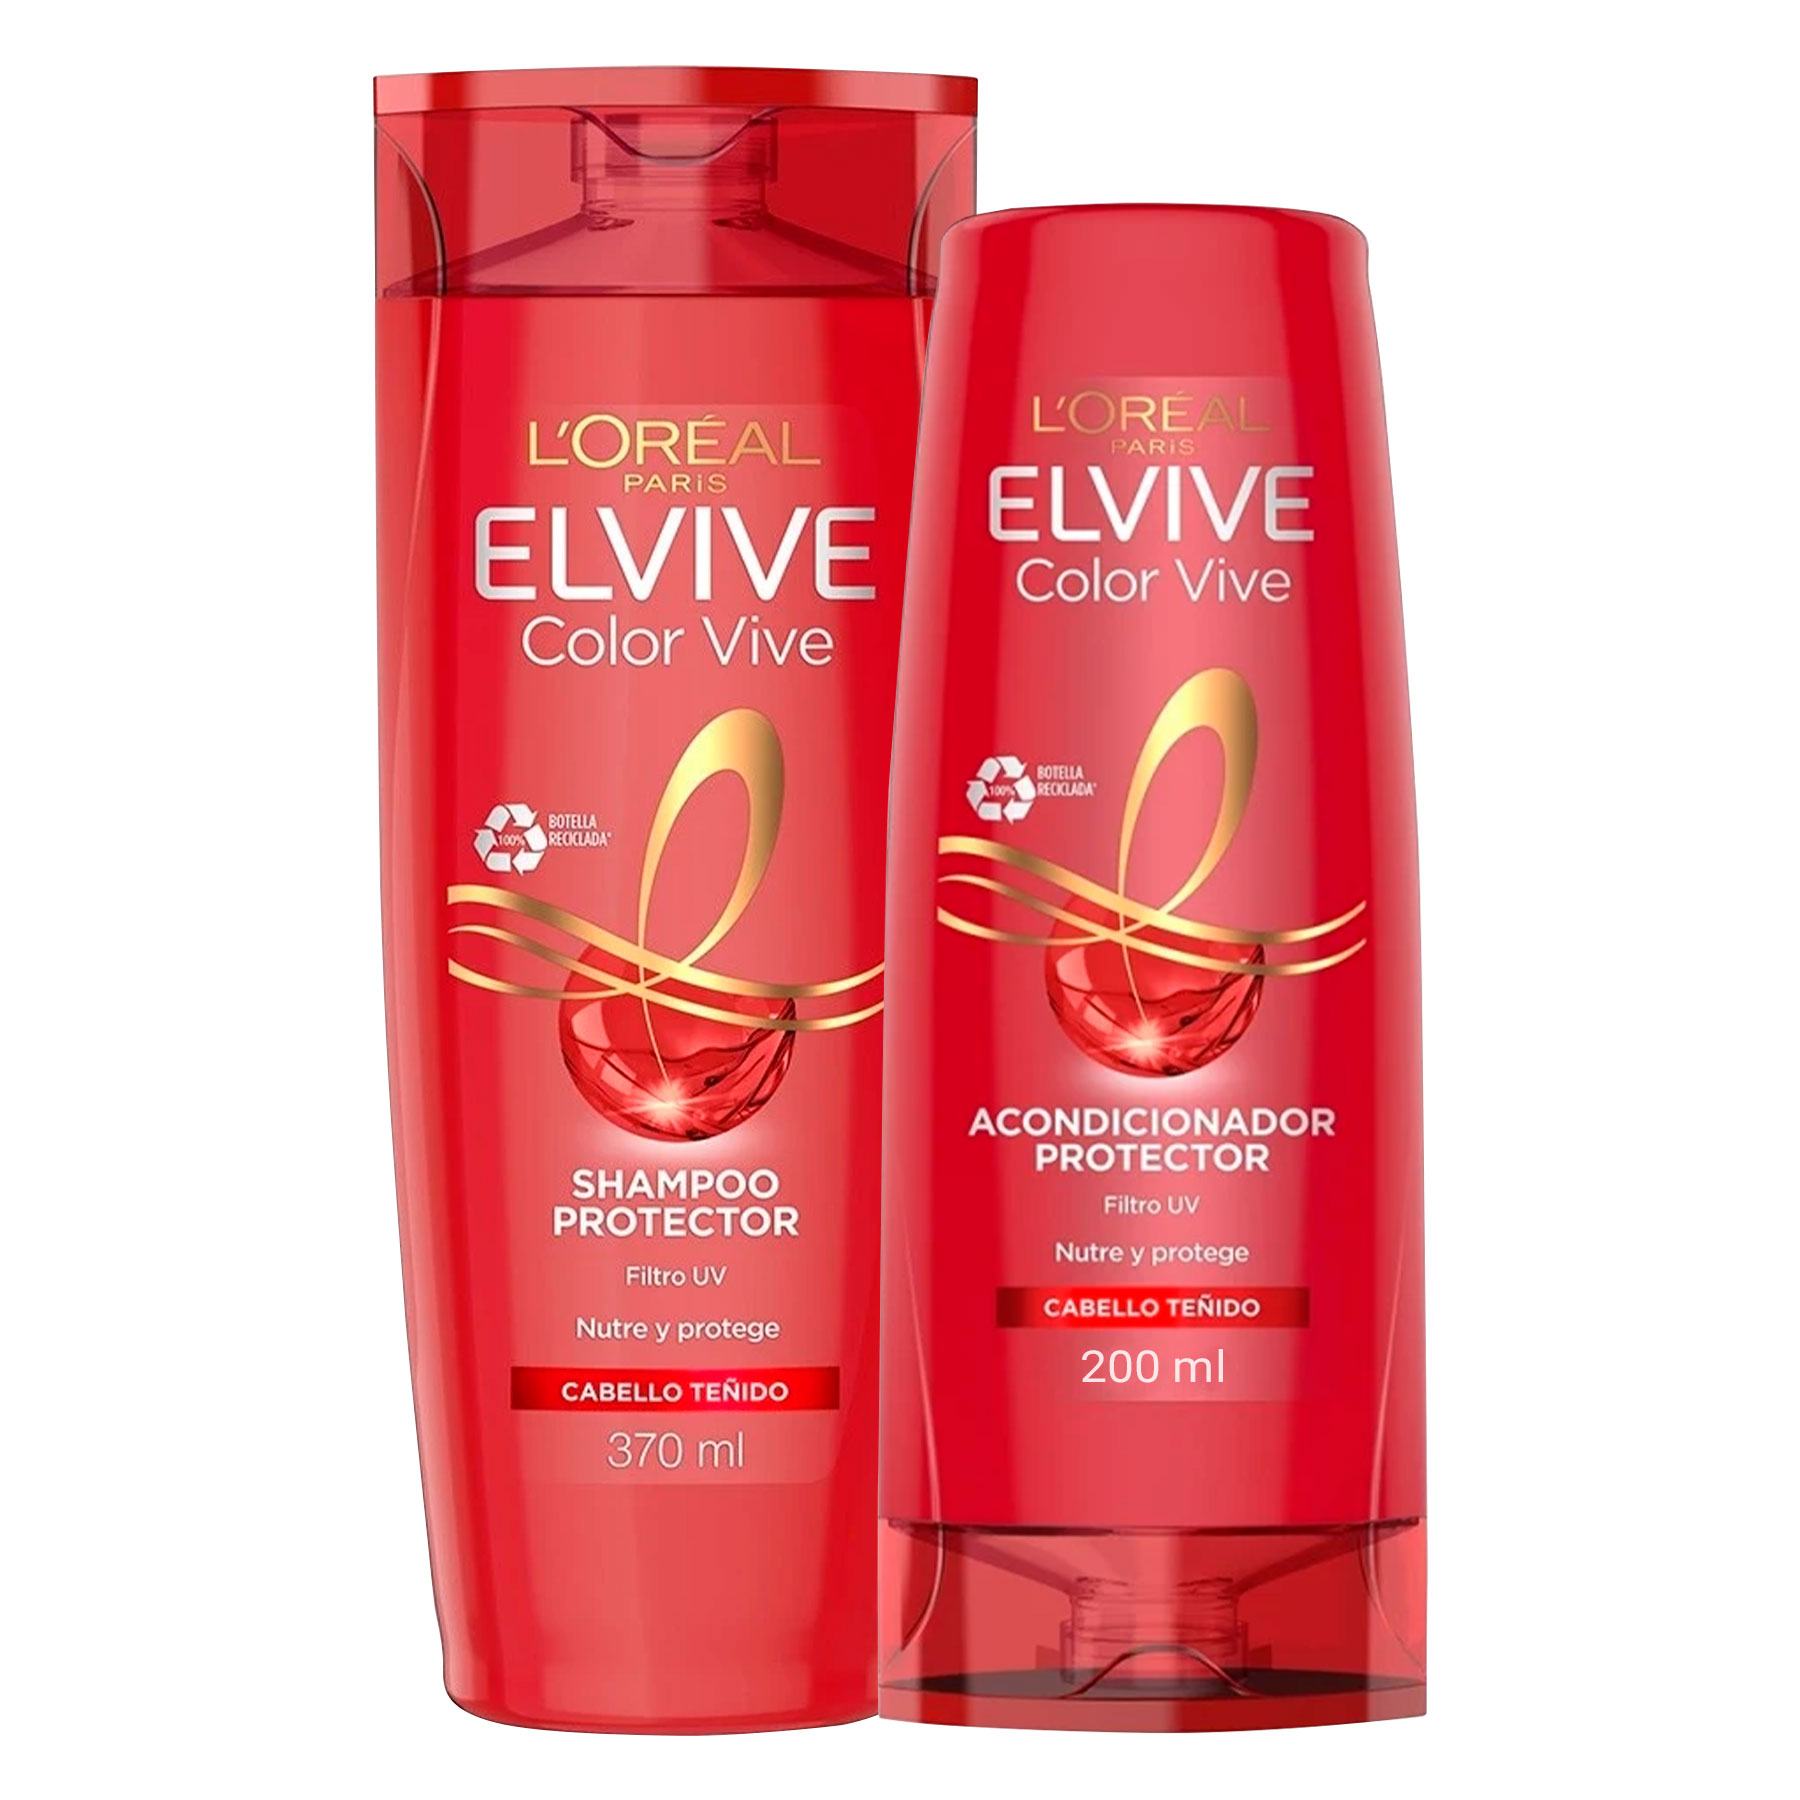 L'ORÉAL
PARiS
ELVIVE
Color Vive
100%
BOTELLA
RECICLADA*
SHAMPOO
PROTECTOR
Filtro UV
Nutre y protege
CABELLO TEÑIDO
370 ml
L'ORÉAL
PARiS
ELVIVE
Color Vive
100%
BOTELLA
RECICLADA*
ACONDICIONADOR
PROTECTOR
Filtro UV
Nutre y protege
CABELLO TEÑIDO
200 ml